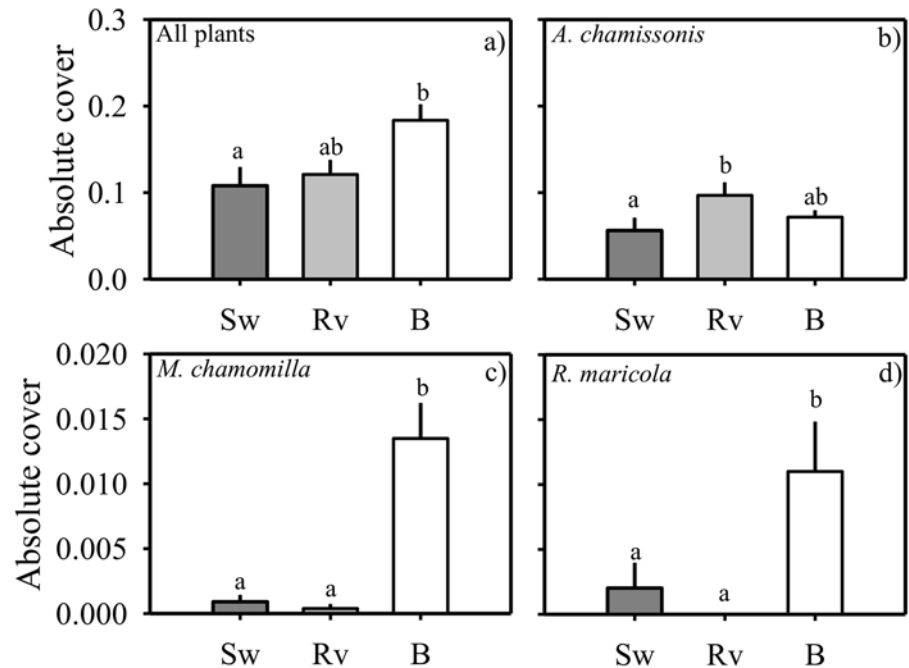 All plants a)
A. chamissonis b)
Absolute cover
0.3
0.2
0.1
0.0
a ab b
a b ab
Sw Rv B
Sw Rv B
M. chamomilla c)
R. maricola d)
Absolute cover
0.020
0.015
0.010
0.005
0.000
a a b
a a b
Sw Rv B
Sw Rv B